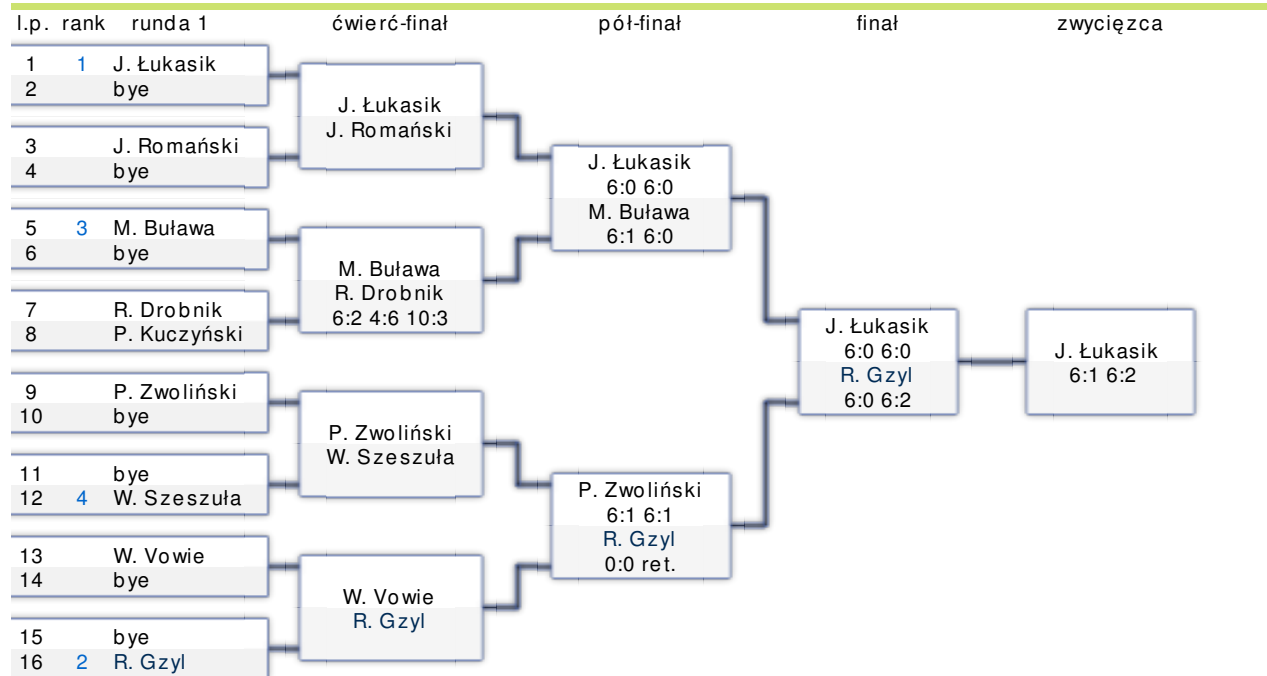 l.p. rank runda 1 ćwierć-finał pół-finał finał zwycięzca
1 1 J. Łukasik
2 bye
3 J. Romański
4 bye
5 3 M. Buława
6 bye
7 R. Drobnik
8 P. Kuczyński
9 P. Zwoliński
10 bye
11 bye
12 4 W. Szeszuła
13 W. Vowie
14 bye
15 bye
16 2 R. Gzyl
J. Łukasik
J. Romański
M. Buława
R. Drobnik
6:2 4:6 10:3
P. Zwoliński
W. Szeszuła
W. Vowie
R. Gzyl
J. Łukasik
6:0 6:0
M. Buława
6:1 6:0
P. Zwoliński
6:1 6:1
R. Gzyl
0:0 ret.
J. Łukasik
6:0 6:0
R. Gzyl
6:0 6:2
J. Łukasik
6:1 6:2